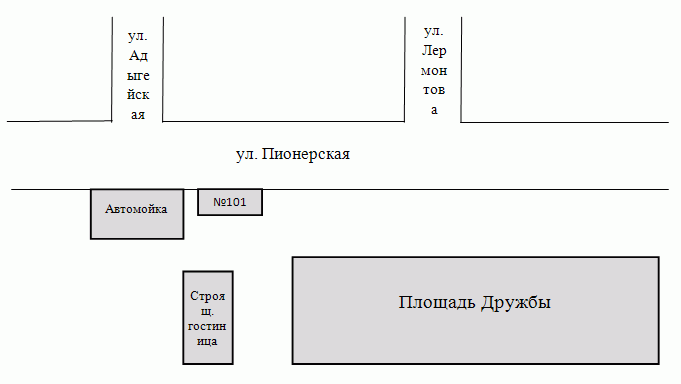 ул.
Ад
ыге
йск
ая
ул.
Лер
мон
тов
а
ул. Пионерская
Автомойка
№101
Строя
щ.
гостин
ица
Площадь Дружбы